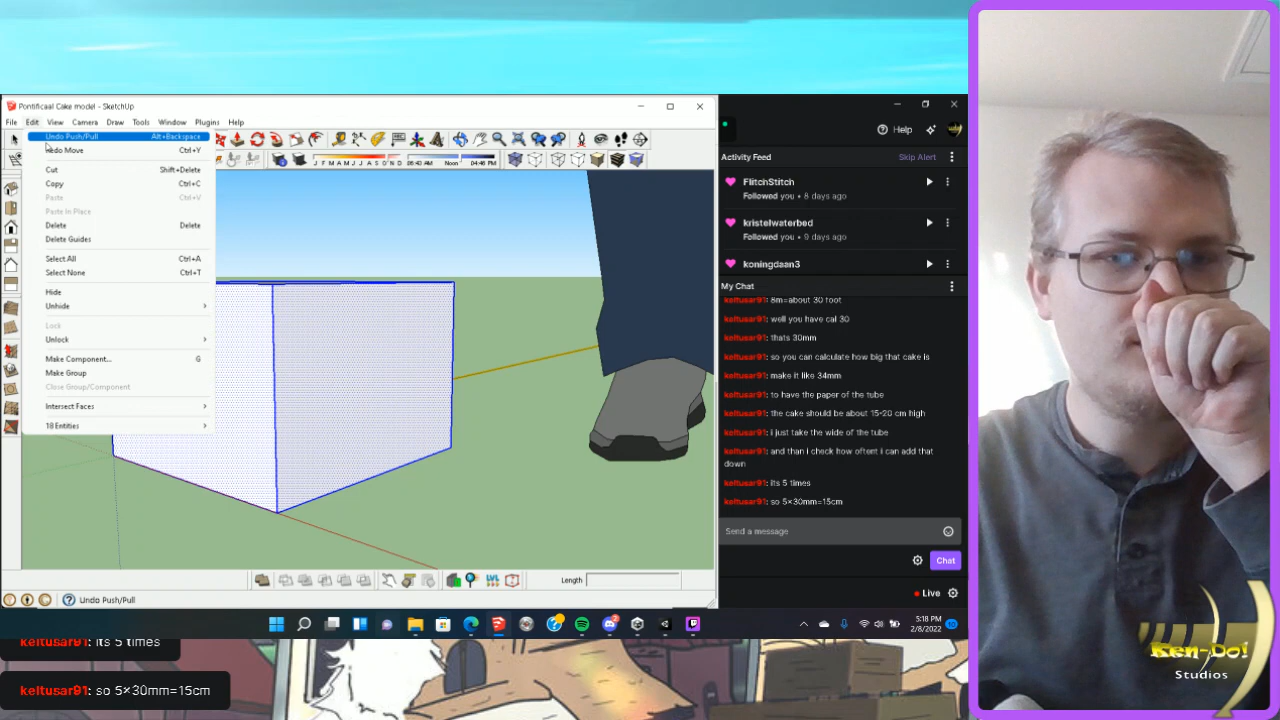 Pontificaal Cake model - SketchUp
File Edit View Camera Draw Tools Window Plugins Help
Undo Push/Pull Alt+Backspace
Redo Move Ctrl+Y
Cut Shift+Delete
Copy Ctrl+C
Paste Ctrl+V
Paste In Place
Delete Delete
Delete Guides
Select All Ctrl+A
Select None Ctrl+T
Hide
Unhide
Lock
Unlock
Make Component... G
Make Group
Close Group/Component
Intersect Faces
18 Entities
J F M A M J J A S O N D
06:43 AM Noon 04:46 PM
Length
Undo Push/Pull
Help
Activity Feed Skip Alert
FlitchStitch
Followed you • 8 days ago
kristelwaterbed
Followed you • 9 days ago
koningdaan3
My Chat
keltusar91: 8m=about 30 foot
keltusar91: well you have cal 30
keltusar91: thats 30mm
keltusar91: so you can calculate how big that cake is
keltusar91: make it like 34mm
keltusar91: to have the paper of the tube
keltusar91: the cake should be about 15-20 cm high
keltusar91: i just take the wide of the tube
keltusar91: and than i check how oftent i can add that
down
keltusar91: its 5 times
keltusar91: so 5×30mm=15cm
Send a message
Chat
Live
5:18 PM
2/8/2022
keltusar91: its 5 times
keltusar91: so 5×30mm=15cm
Ken-Do!
Studios